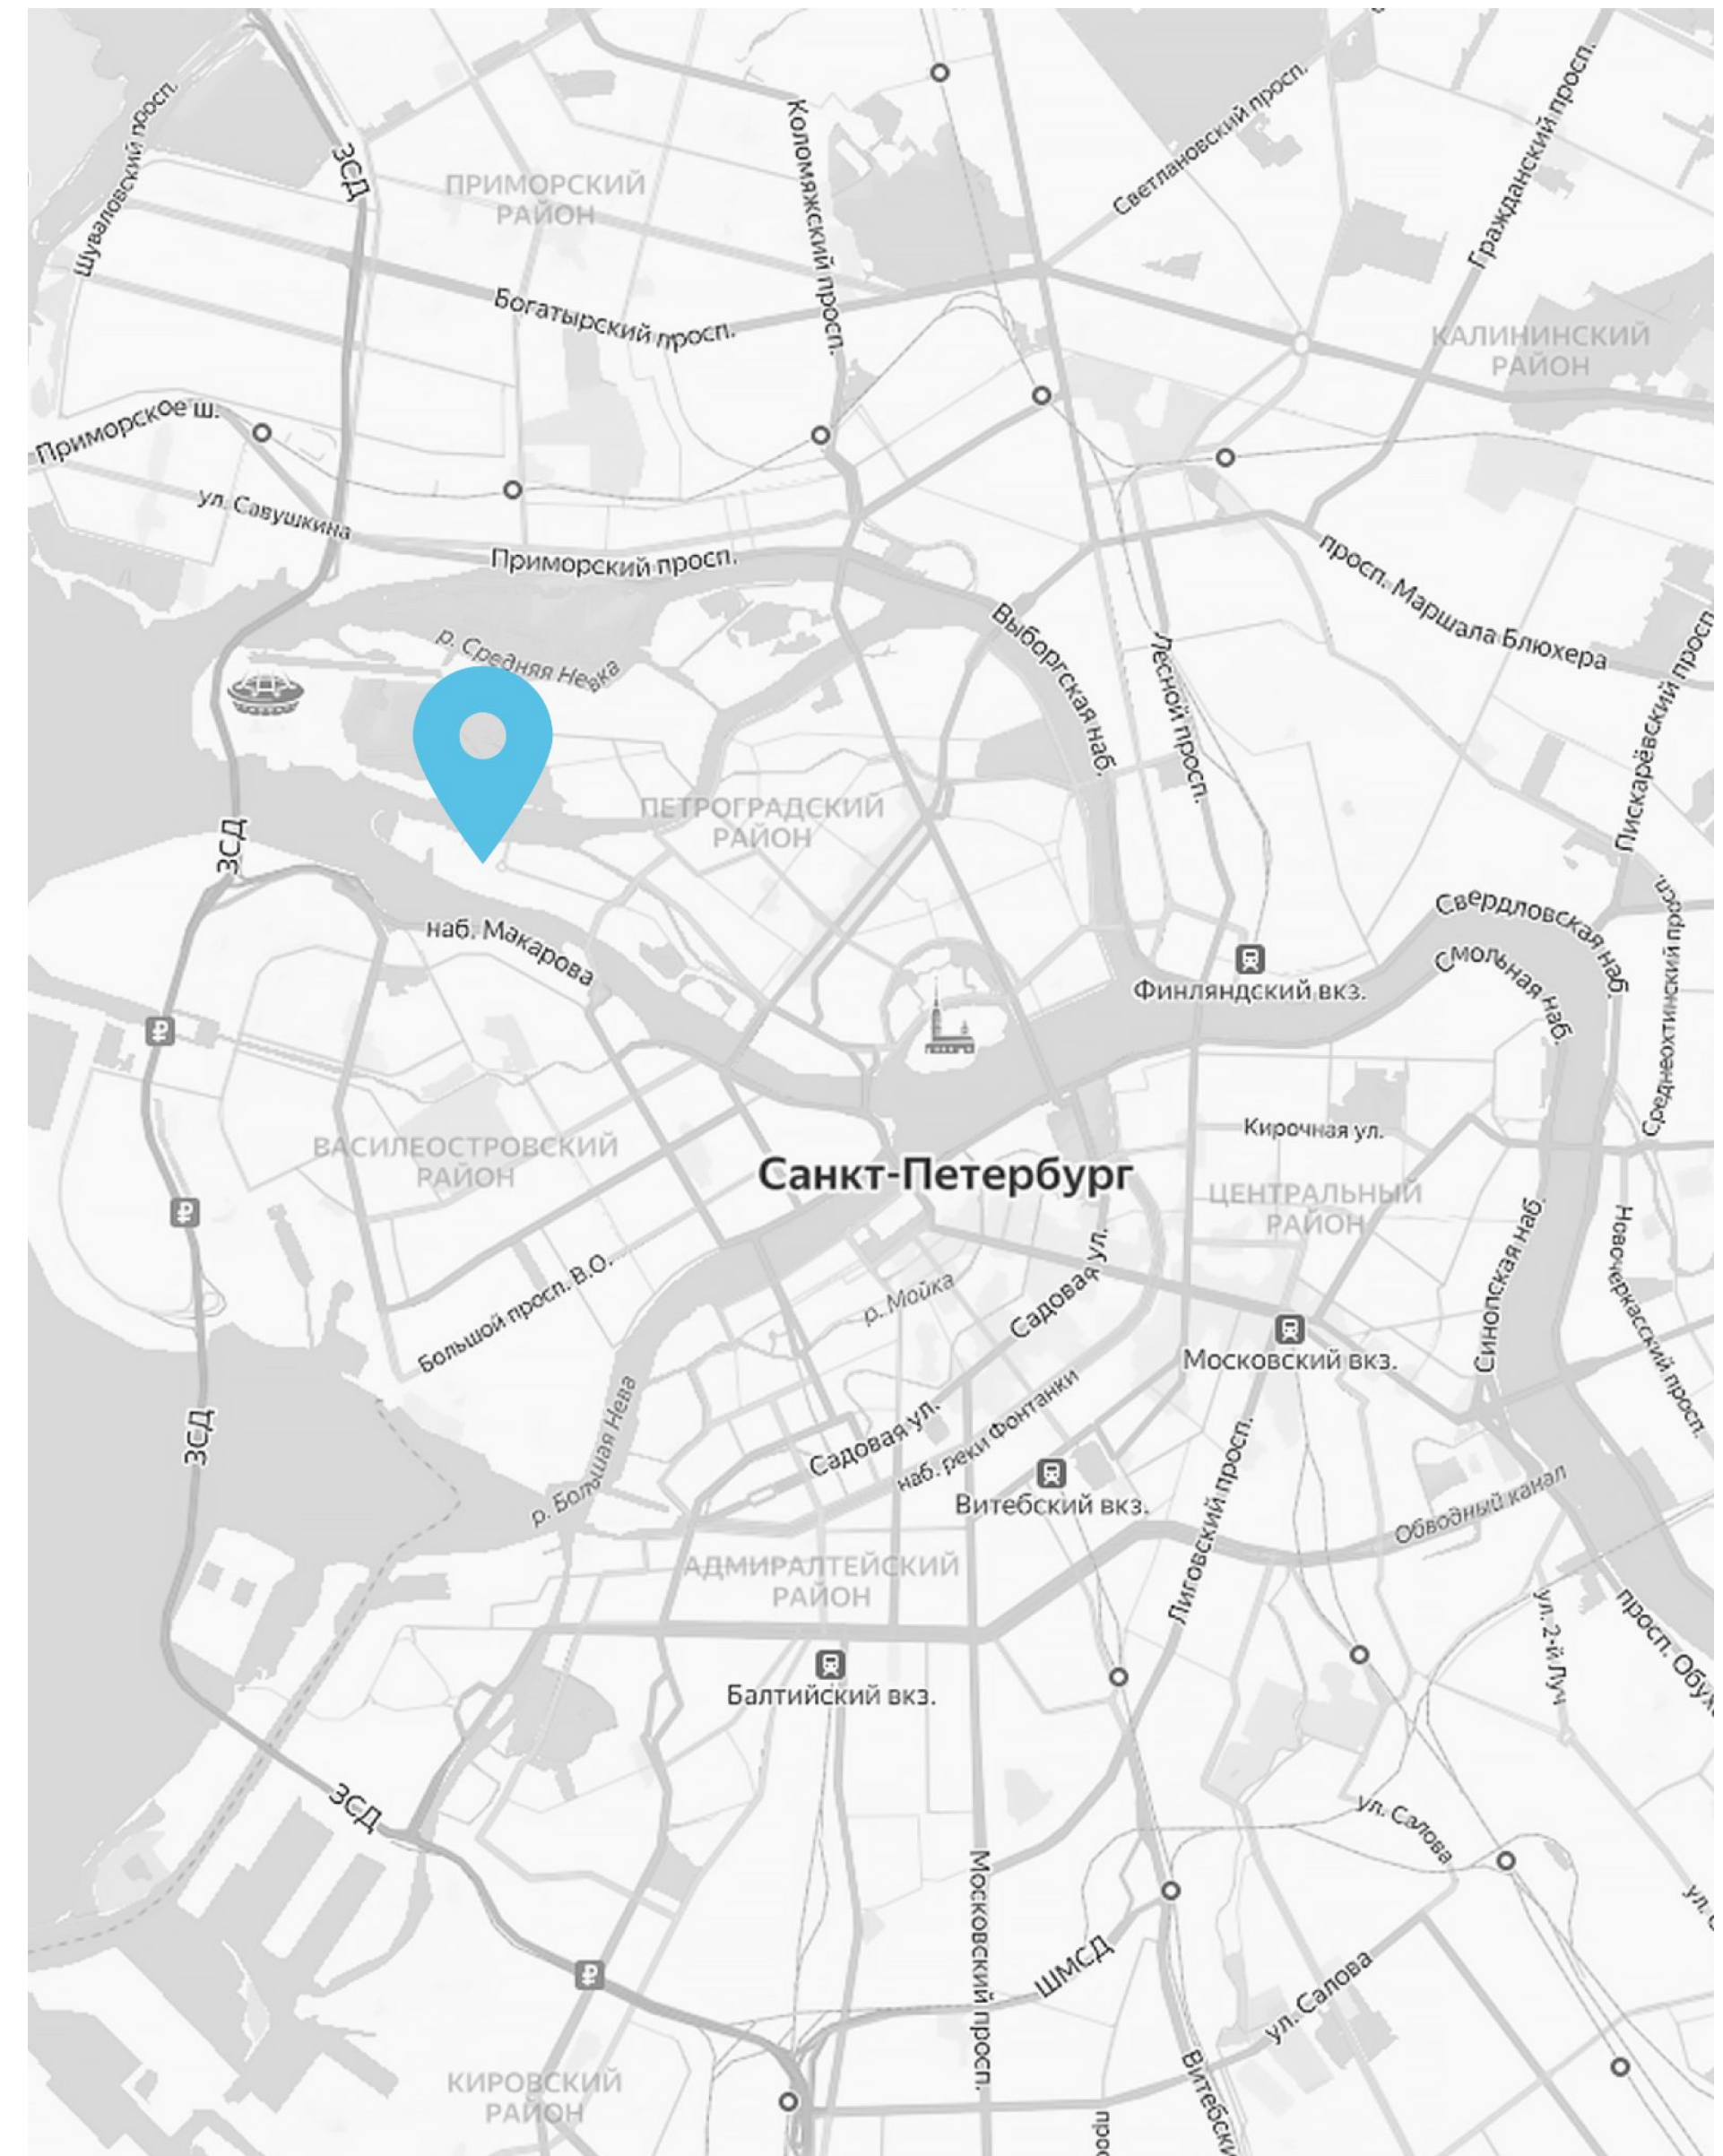 Шуваловский просп.
ЗСД
ПРИМОРСКИЙ
РАЙОН
Коломяжский просп.
Светлановский просп.
Гражданский просп.
Богатырский просп.
КАЛИНИНСКИЙ
РАЙОН
Приморское ш.
ул. Савушкина
Приморский просп.
просп. Маршала Блюхера
р. Средняя Невка
Выборгская наб.
Лесной просп.
Пискарёвский просп.
ПЕТРОГРАДСКИЙ
РАЙОН
ЗСД
наб. Макарова
Свердловская наб.
Смольная наб.
Среднеохтинский просп.
Финляндский вкз.
₽
Кирочная ул.
ВАСИЛЕОСТРОВСКИЙ
РАЙОН
Санкт-Петербург
ЦЕНТРАЛЬНЫЙ
РАЙОН
₽
Большой просп. В.О.
р. Мойка
Садовая ул.
Синопская наб.
Новочеркасский просп.
Московский вкз.
ЗСД
р. Большая Нева
Садовая ул.
наб. реки Фонтанки
Витебский вкз.
Лиговский просп.
Обводный канал
АДМИРАЛТЕЙСКИЙ
РАЙОН
ул. 2-й Луч
просп. Обух
Балтийский вкз.
ЗСД
ул. Салова
Московский просп.
ШМСД
₽
ул. Салова
Витебски
КИРОВСКИЙ
РАЙОН